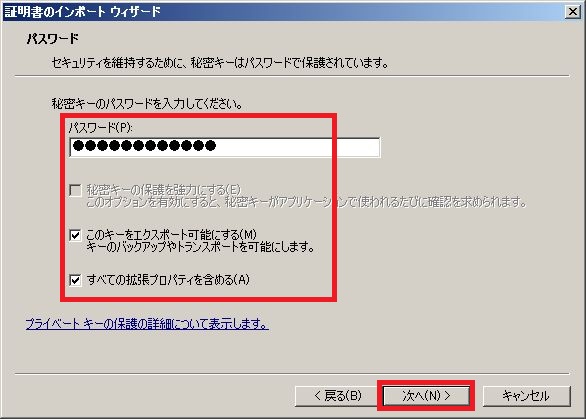 証明書のインポート ウィザード
パスワード
セキュリティを維持するために、秘密キーはパスワードで保護されています。
秘密キーのパスワードを入力してください。
パスワード(P):
●●●●●●●●●●●●
秘密キーの保護を強力にする(E)
このオプションを有効にすると、秘密キーがアプリケーションで使われるたびに確認を求められます。
このキーをエクスポート可能にする(M)
キーのバックアップやトランスポートを可能にします。
すべての拡張プロパティを含める(A)
プライベート キーの保護の詳細について表示します。
< 戻る(B)
次へ(N) >
キャンセル